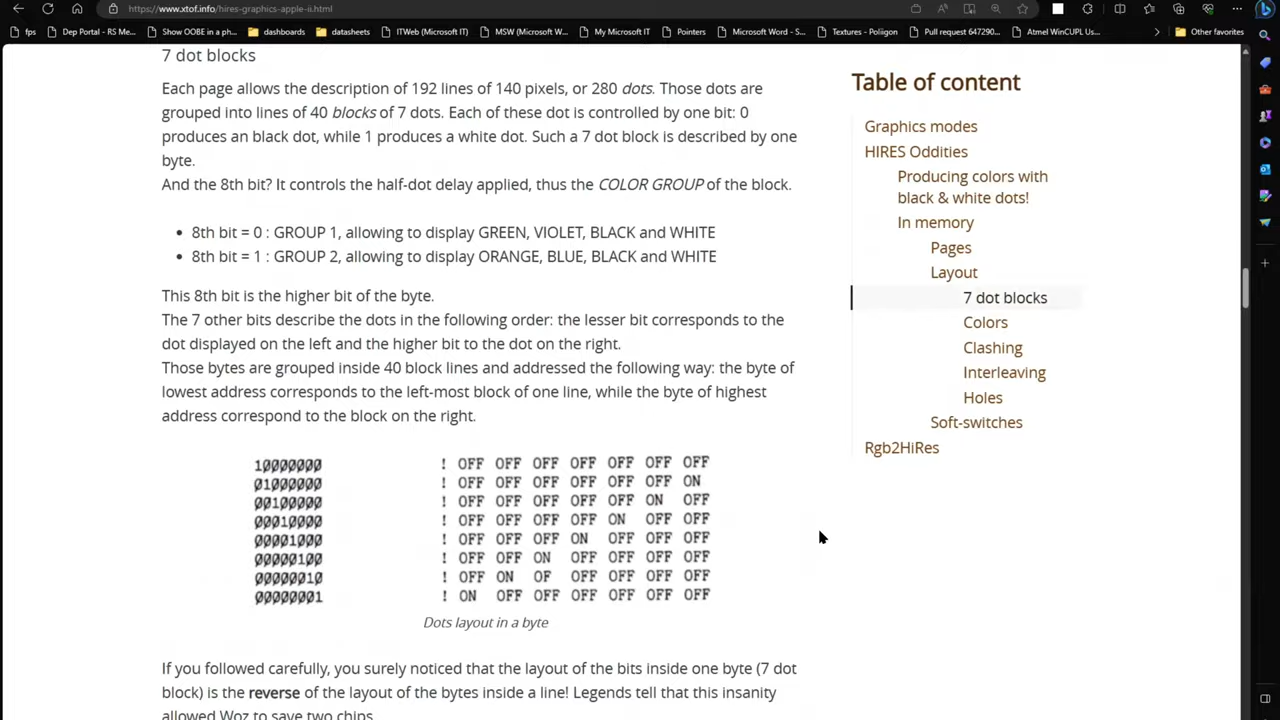 https://www.xtof.info/hires-graphics-apple-ii.html
fps
Dep Portal - RS Me...
Show OOBE in a ph...
dashboards
datasheets
ITWeb (Microsoft IT)
MSW (Microsoft W...
My Microsoft IT
Pointers
Microsoft Word - S...
Textures - Poliigon
Pull request 647290...
Atmel WinCUPL Us...
Other favorites
7 dot blocks
Each page allows the description of 192 lines of 140 pixels, or 280 dots. Those dots are
grouped into lines of 40 blocks of 7 dots. Each of these dot is controlled by one bit: 0
produces an black dot, while 1 produces a white dot. Such a 7 dot block is described by one
byte.
And the 8th bit? It controls the half-dot delay applied, thus the COLOR GROUP of the block.
• 8th bit = 0 : GROUP 1, allowing to display GREEN, VIOLET, BLACK and WHITE
• 8th bit = 1 : GROUP 2, allowing to display ORANGE, BLUE, BLACK and WHITE
This 8th bit is the higher bit of the byte.
The 7 other bits describe the dots in the following order: the lesser bit corresponds to the
dot displayed on the left and the higher bit to the dot on the right.
Those bytes are grouped inside 40 block lines and addressed the following way: the byte of
lowest address corresponds to the left-most block of one line, while the byte of highest
address correspond to the block on the right.
10000000 ! OFF OFF OFF OFF OFF OFF OFF
01000000 ! OFF OFF OFF OFF OFF OFF ON
00100000 ! OFF OFF OFF OFF OFF ON OFF
00010000 ! OFF OFF OFF OFF ON OFF OFF
00001000 ! OFF OFF OFF ON OFF OFF OFF
00000100 ! OFF OFF ON OFF OFF OFF OFF
00000010 ! OFF ON OF OFF OFF OFF OFF
00000001 ! ON OFF OFF OFF OFF OFF OFF
Dots layout in a byte
If you followed carefully, you surely noticed that the layout of the bits inside one byte (7 dot
block) is the reverse of the layout of the bytes inside a line! Legends tell that this insanity
allowed Woz to save two chips.
Table of content
Graphics modes
HIRES Oddities
Producing colors with
black & white dots!
In memory
Pages
Layout
7 dot blocks
Colors
Clashing
Interleaving
Holes
Soft-switches
Rgb2HiRes